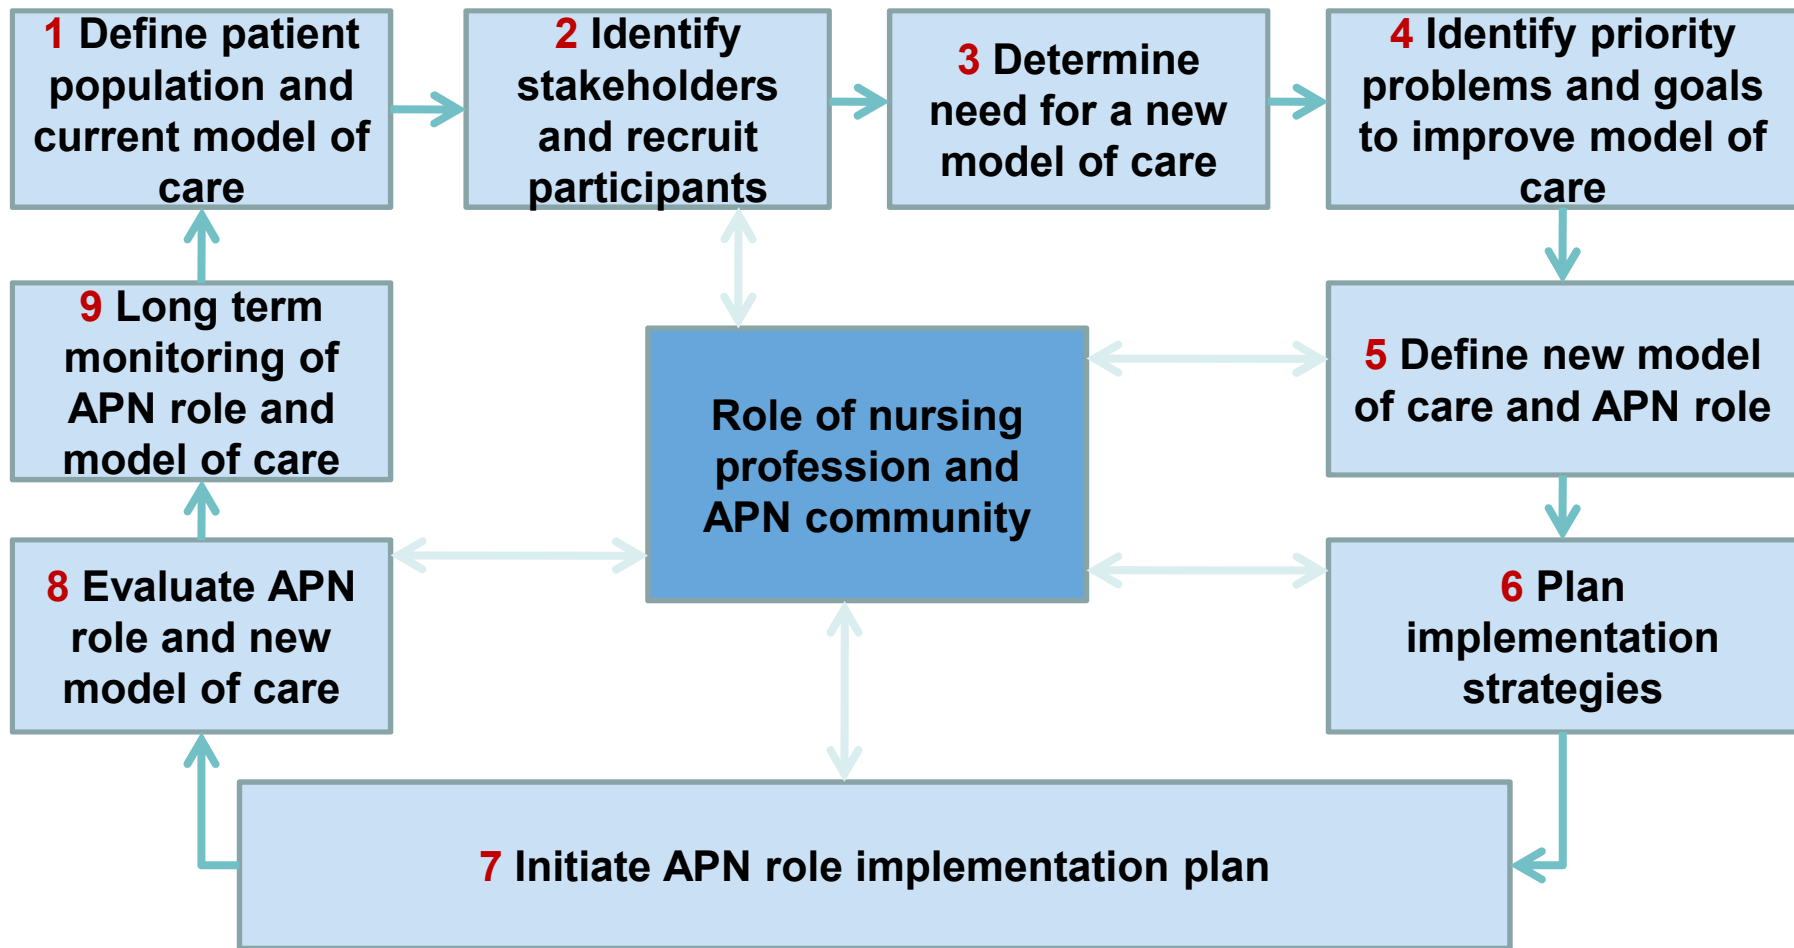 1 Define patient
population and
current model of
care
2 Identify
stakeholders
and recruit
participants
3 Determine
need for a new
model of care
4 Identify priority
problems and goals
to improve model of
care
9 Long term
monitoring of
APN role and
model of care
Role of nursing
profession and
APN community
5 Define new model
of care and APN role
8 Evaluate APN
role and new
model of care
6 Plan
implementation
strategies
7 Initiate APN role implementation plan